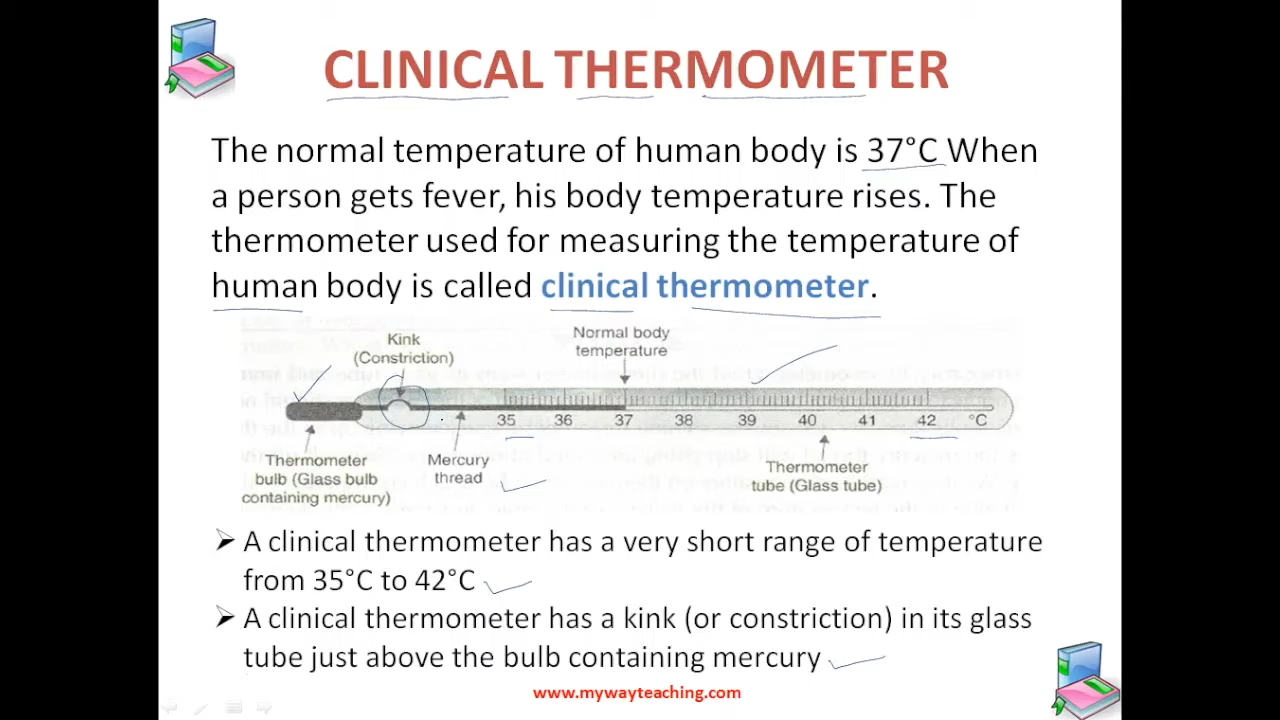 CLINICAL THERMOMETER
The normal temperature of human body is 37°C When
a person gets fever, his body temperature rises. The
thermometer used for measuring the temperature of
human body is called clinical thermometer.
Kink
(Constriction)
Normal body
temperature
35 36 37 38 39 40 41 42 °C
Thermometer
bulb (Glass bulb
containing mercury)
Mercury
thread
Thermometer
tube (Glass tube)
➢ A clinical thermometer has a very short range of temperature
from 35°C to 42°C
➢ A clinical thermometer has a kink (or constriction) in its glass
tube just above the bulb containing mercury
www.mywayteaching.com